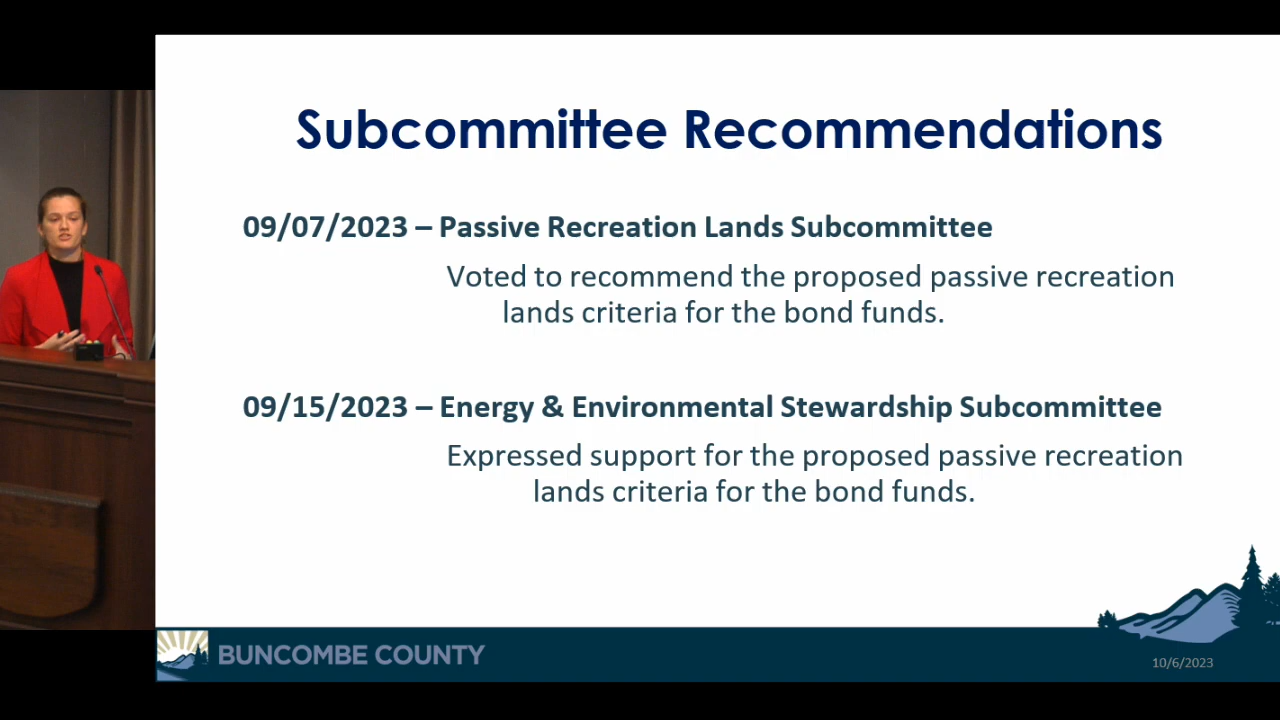 Subcommittee Recommendations
09/07/2023 – Passive Recreation Lands Subcommittee
Voted to recommend the proposed passive recreation
lands criteria for the bond funds.
09/15/2023 – Energy & Environmental Stewardship Subcommittee
Expressed support for the proposed passive recreation
lands criteria for the bond funds.
BUNCOMBE COUNTY
10/6/2023